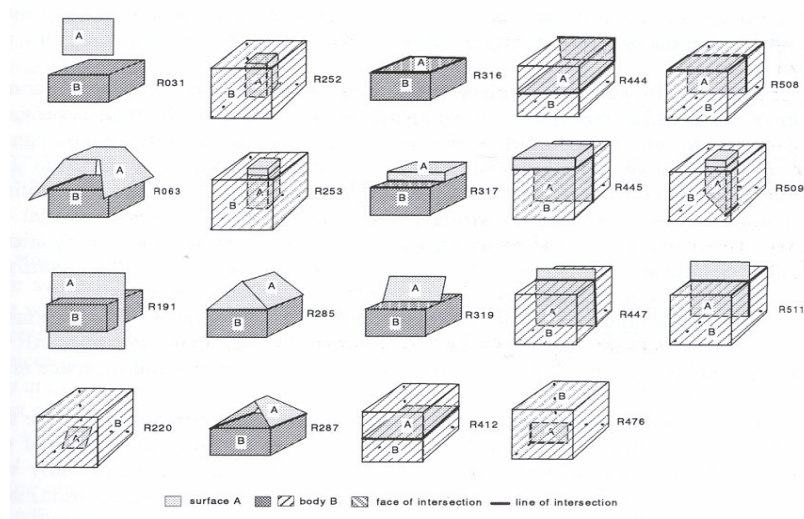 A
B
R031
A
B
R252
A
B
R316
A
B
R444
A
B
R508
A
B
R063
A
B
R253
A
B
R317
A
B
R445
A
B
R509
A
B
R191
A
B
R285
A
B
R319
A
B
R447
A
B
R511
A
B
R220
A
B
R287
A
B
R412
B
A
R476
surface A body B face of intersection line of intersection